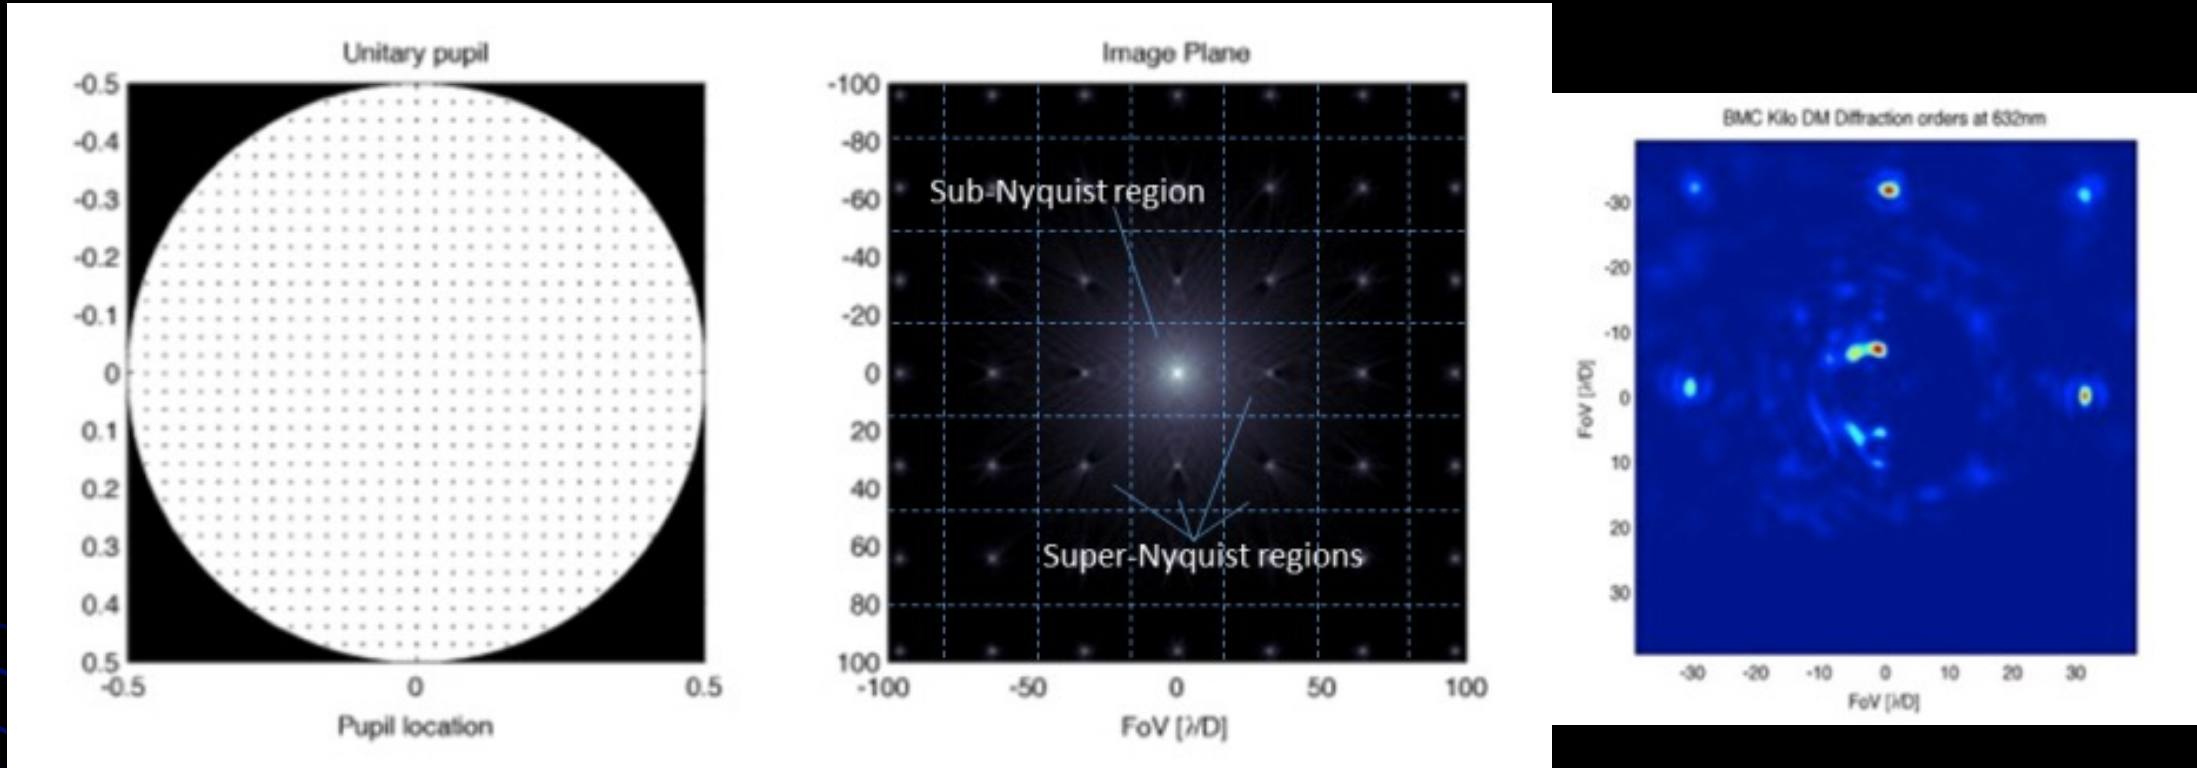 Unitary pupil
-0.5
-0.4
-0.3
-0.2
-0.1
0
0.1
0.2
0.3
0.4
0.5
-0.5 0 0.5
Pupil location
Image Plane
-100
-80
-60
-40
-20
0
20
40
60
80
100
-100 -50 0 50 100
FoV [λ/D]
Sub-Nyquist region
Super-Nyquist regions
BMC Kilo DM Diffraction orders at 632nm
-30
-20
-10
0
10
20
30
FoV [λ/D]
-30 -20 -10 0 10 20 30
FoV [λ/D]